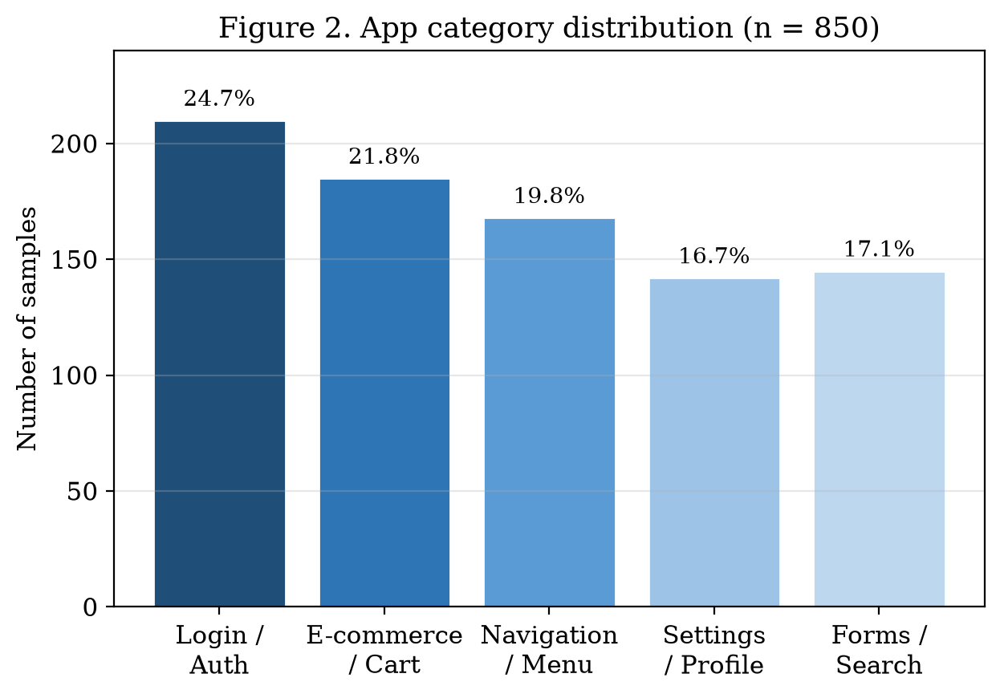 Figure 2. App category distribution (n = 850)
24.7%
21.8%
19.8%
16.7%
17.1%
Number of samples
200
150
100
50
0
Login /
Auth
E-commerce
/ Cart
Navigation
/ Menu
Settings
/ Profile
Forms /
Search